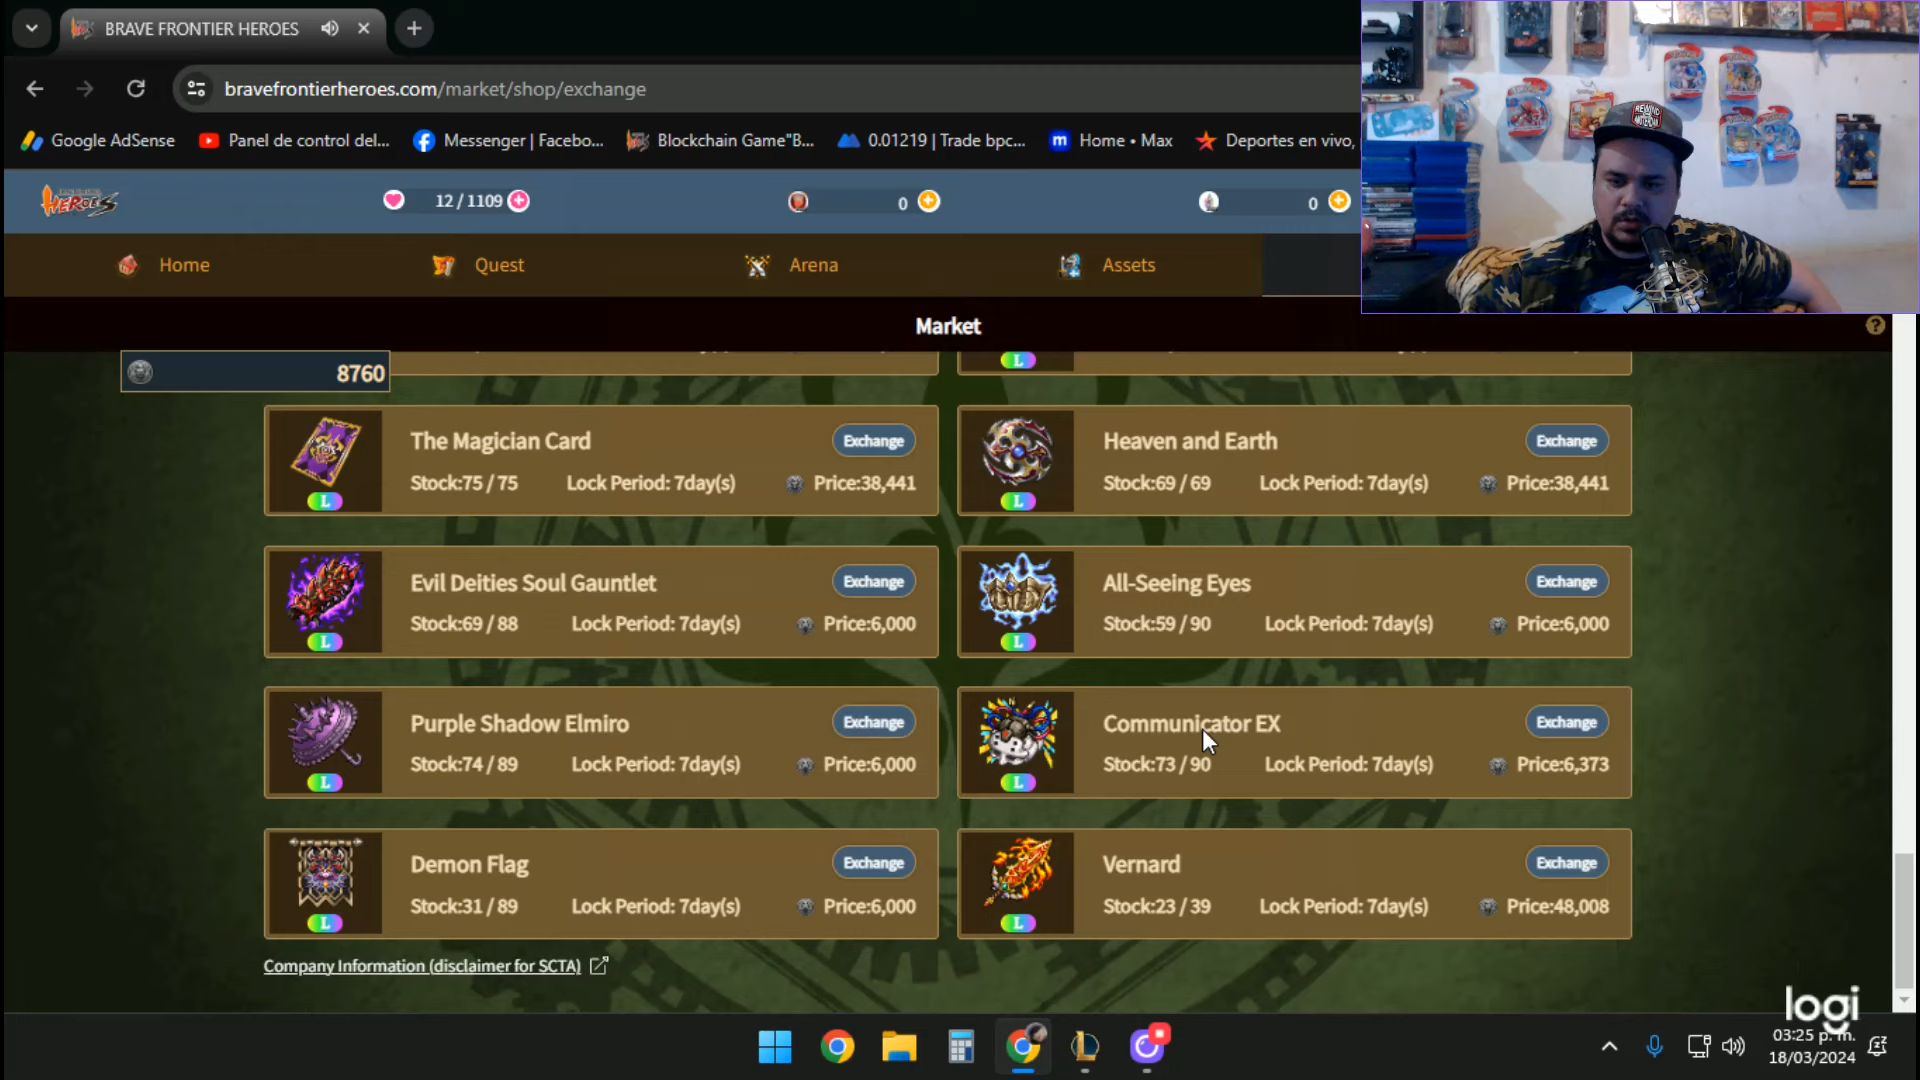 BRAVE FRONTIER HEROES
bravefrontierheroes.com/market/shop/exchange
Google AdSense
Panel de control del...
Messenger | Facebo...
Blockchain Game"B...
0.01219 | Trade bpc...
m
Home • Max
Deportes en vivo,
HEROES
12 / 1109
0
0
Home
Quest
Arena
Assets
Market
8760
L
The Magician Card
Exchange
Stock:75 / 75
Lock Period: 7day(s)
Price:38,441
L
Heaven and Earth
Exchange
Stock:69 / 69
Lock Period: 7day(s)
Price:38,441
L
Evil Deities Soul Gauntlet
Exchange
Stock:69 / 88
Lock Period: 7day(s)
Price:6,000
L
All-Seeing Eyes
Exchange
Stock:59 / 90
Lock Period: 7day(s)
Price:6,000
L
Purple Shadow Elmiro
Exchange
Stock:74 / 89
Lock Period: 7day(s)
Price:6,000
L
Communicator EX
Exchange
Stock:73 / 90
Lock Period: 7day(s)
Price:6,373
L
Demon Flag
Exchange
Stock:31 / 89
Lock Period: 7day(s)
Price:6,000
L
Vernard
Exchange
Stock:23 / 39
Lock Period: 7day(s)
Price:48,008
L
Company Information (disclaimer for SCTA)
logi
03:25 p. m.
18/03/2024